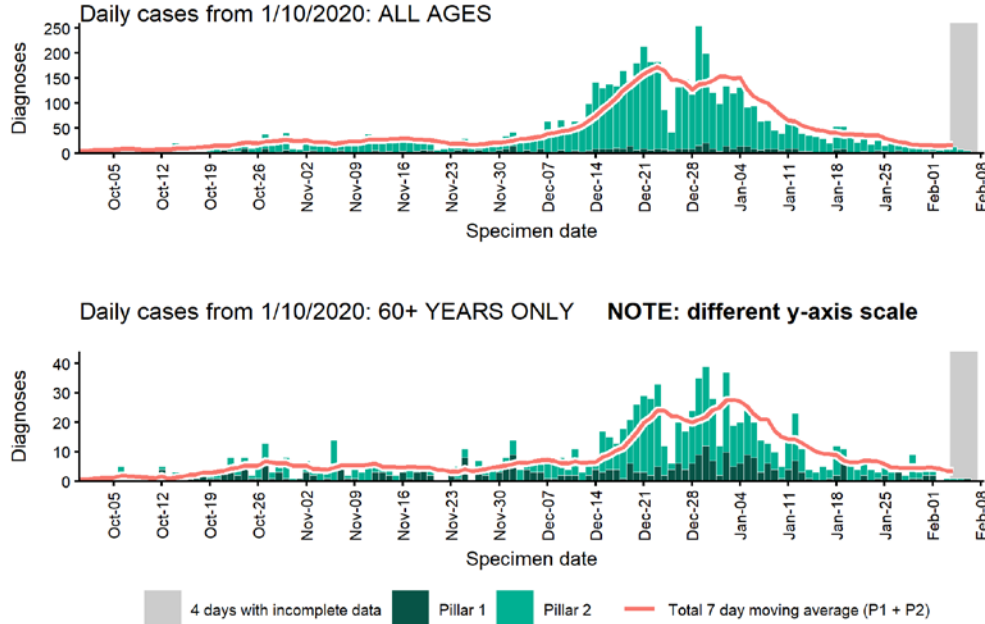 Daily cases from 1/10/2020: ALL AGES
250
200
150
100
50
0
Diagnoses
Oct-05 Oct-12 Oct-19 Oct-26 Nov-02 Nov-09 Nov-16 Nov-23 Nov-30 Dec-07 Dec-14 Dec-21 Dec-28 Jan-04 Jan-11 Jan-18 Jan-25 Feb-01 Feb-08
Specimen date
Daily cases from 1/10/2020: 60+ YEARS ONLY NOTE: different y-axis scale
40
30
20
10
0
Diagnoses
Oct-05 Oct-12 Oct-19 Oct-26 Nov-02 Nov-09 Nov-16 Nov-23 Nov-30 Dec-07 Dec-14 Dec-21 Dec-28 Jan-04 Jan-11 Jan-18 Jan-25 Feb-01 Feb-08
Specimen date
4 days with incomplete data Pillar 1 Pillar 2 Total 7 day moving average (P1 + P2)